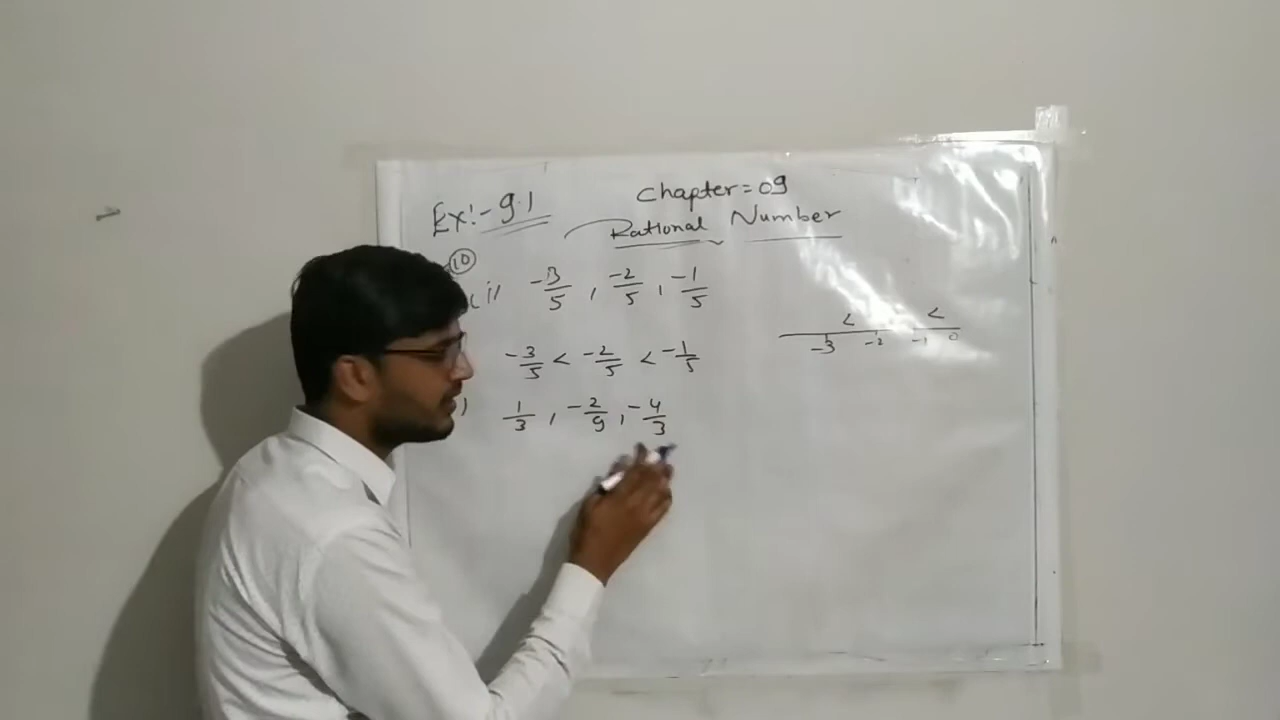 Chapter = 09
Ex:- 9.1
Rational Number
10
(i) -3/5 , -2/5 , -1/5
< <
-3 -2 -1 0
-3/5 < -2/5 < -1/5
) 1/3 , -2/9 , -4/3